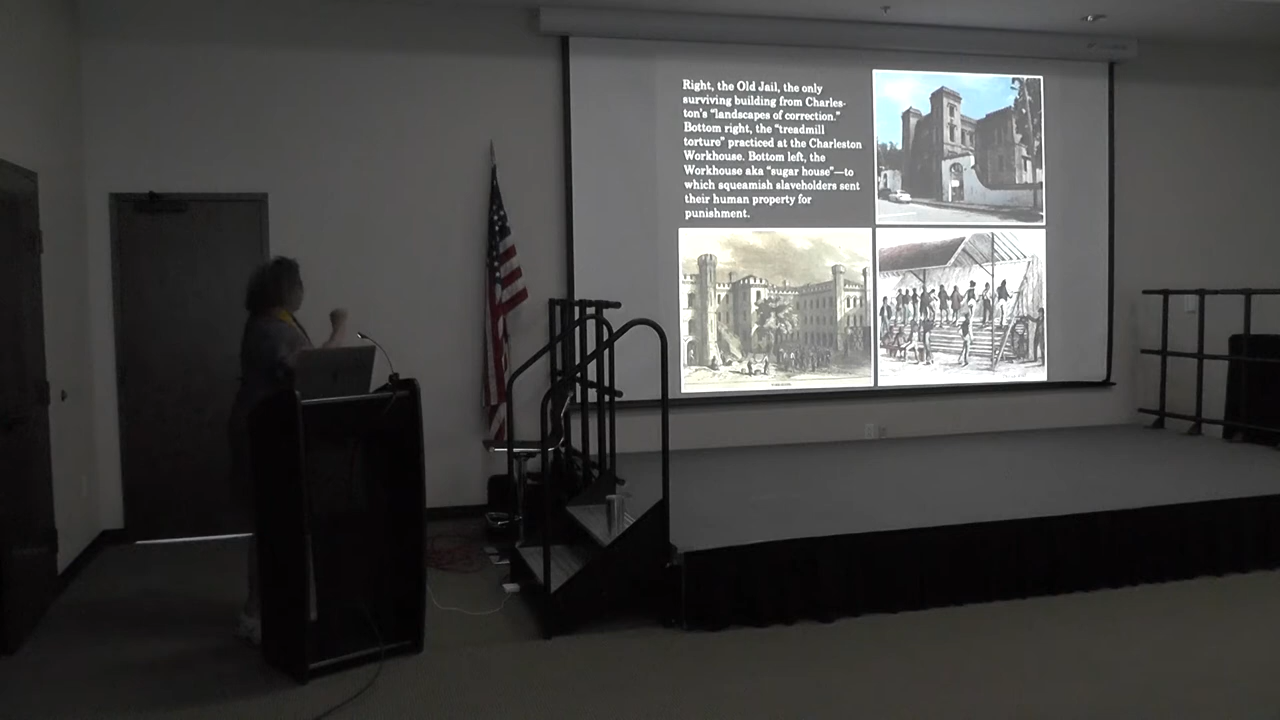 Right, the Old Jail, the only
surviving building from Charles-
ton's "landscapes of correction."
Bottom right, the "treadmill
torture" practiced at the Charleston
Workhouse. Bottom left, the
Workhouse aka "sugar house"—to
which squeamish slaveholders sent
their human property for
punishment.